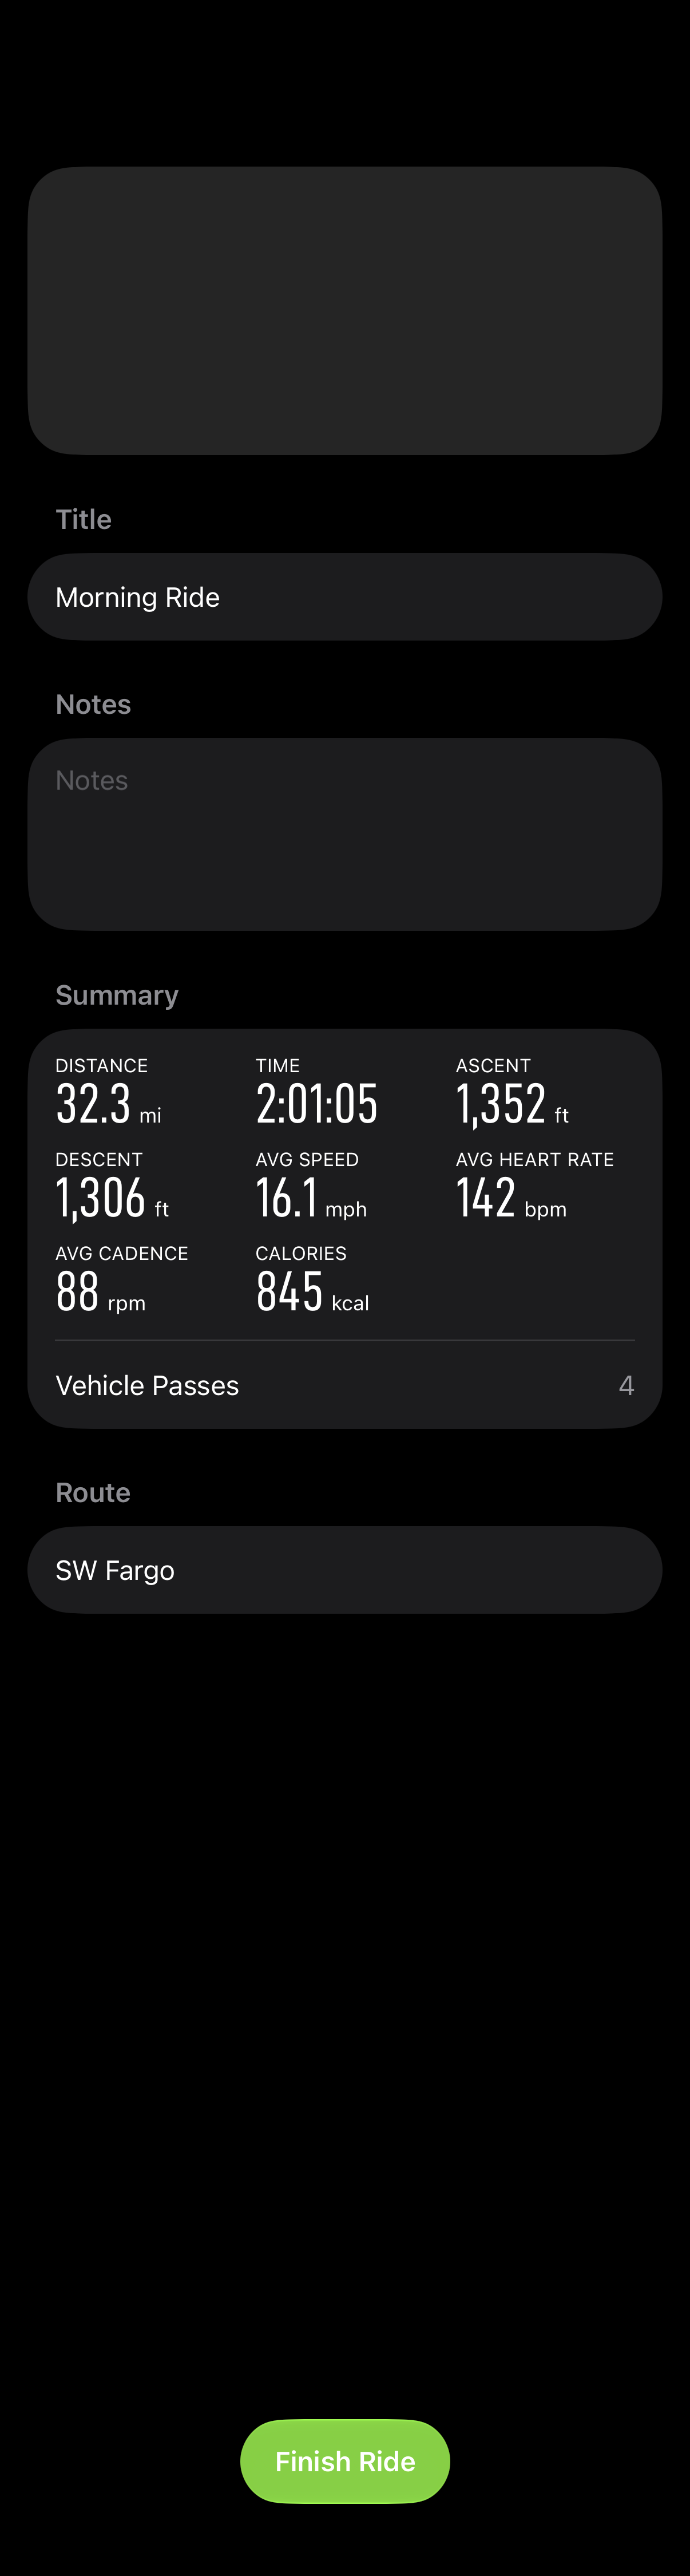 Title
Morning Ride
Notes
Notes
Summary
DISTANCE TIME ASCENT
32.3 mi 2:01:05 1,352 ft
DESCENT AVG SPEED AVG HEART RATE
1,306 ft 16.1 mph 142 bpm
AVG CADENCE CALORIES
88 rpm 845 kcal
Vehicle Passes 4
Route
SW Fargo
Finish Ride